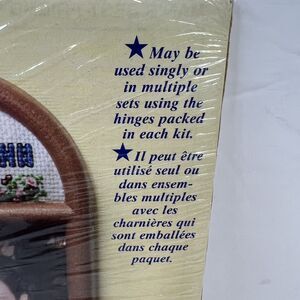 ★ May be
used singly or
in multiple
sets using the
hinges packed
in each kit.
★ Il peut être
utilisé seul ou
dans ensem-
bles multiples
avec les
charnières qui
sont emballées
dans chaque
paquet.